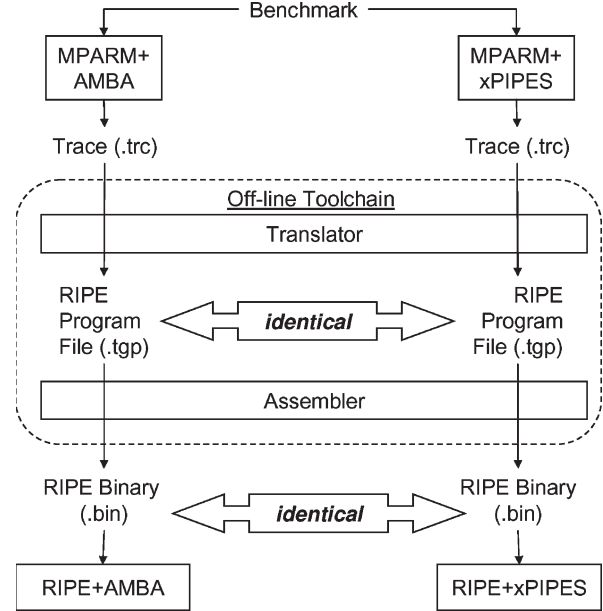 Benchmark
MPARM+
AMBA
MPARM+
xPIPES
Trace (.trc)
Trace (.trc)
Off-line Toolchain
Translator
RIPE
Program
File (.tgp)
identical
RIPE
Program
File (.tgp)
Assembler
RIPE Binary
(.bin)
identical
RIPE Binary
(.bin)
RIPE+AMBA
RIPE+xPIPES